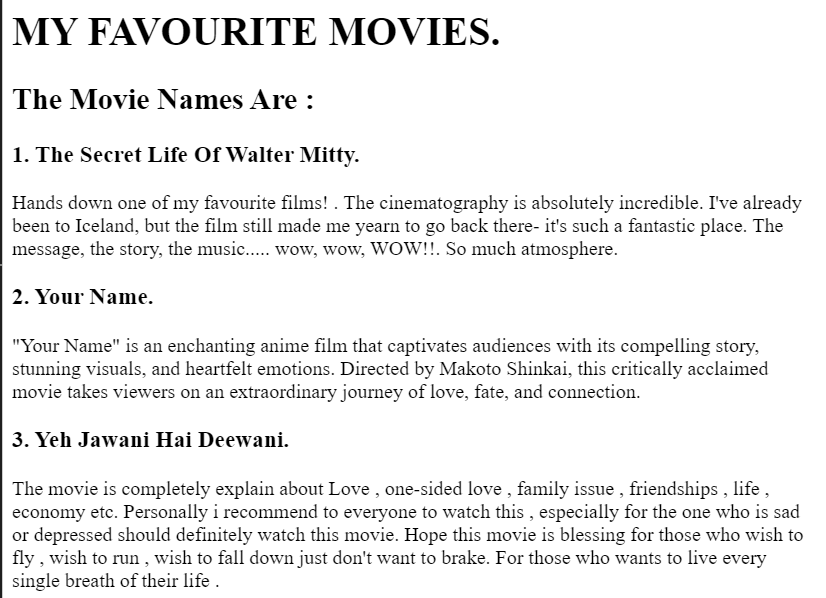 MY FAVOURITE MOVIES.
The Movie Names Are :
1. The Secret Life Of Walter Mitty.
Hands down one of my favourite films! . The cinematography is absolutely incredible. I've already
been to Iceland, but the film still made me yearn to go back there- it's such a fantastic place. The
message, the story, the music..... wow, wow, WOW!!. So much atmosphere.
2. Your Name.
"Your Name" is an enchanting anime film that captivates audiences with its compelling story,
stunning visuals, and heartfelt emotions. Directed by Makoto Shinkai, this critically acclaimed
movie takes viewers on an extraordinary journey of love, fate, and connection.
3. Yeh Jawani Hai Deewani.
The movie is completely explain about Love , one-sided love , family issue , friendships , life ,
economy etc. Personally i recommend to everyone to watch this , especially for the one who is sad
or depressed should definitely watch this movie. Hope this movie is blessing for those who wish to
fly , wish to run , wish to fall down just don't want to brake. For those who wants to live every
single breath of their life .